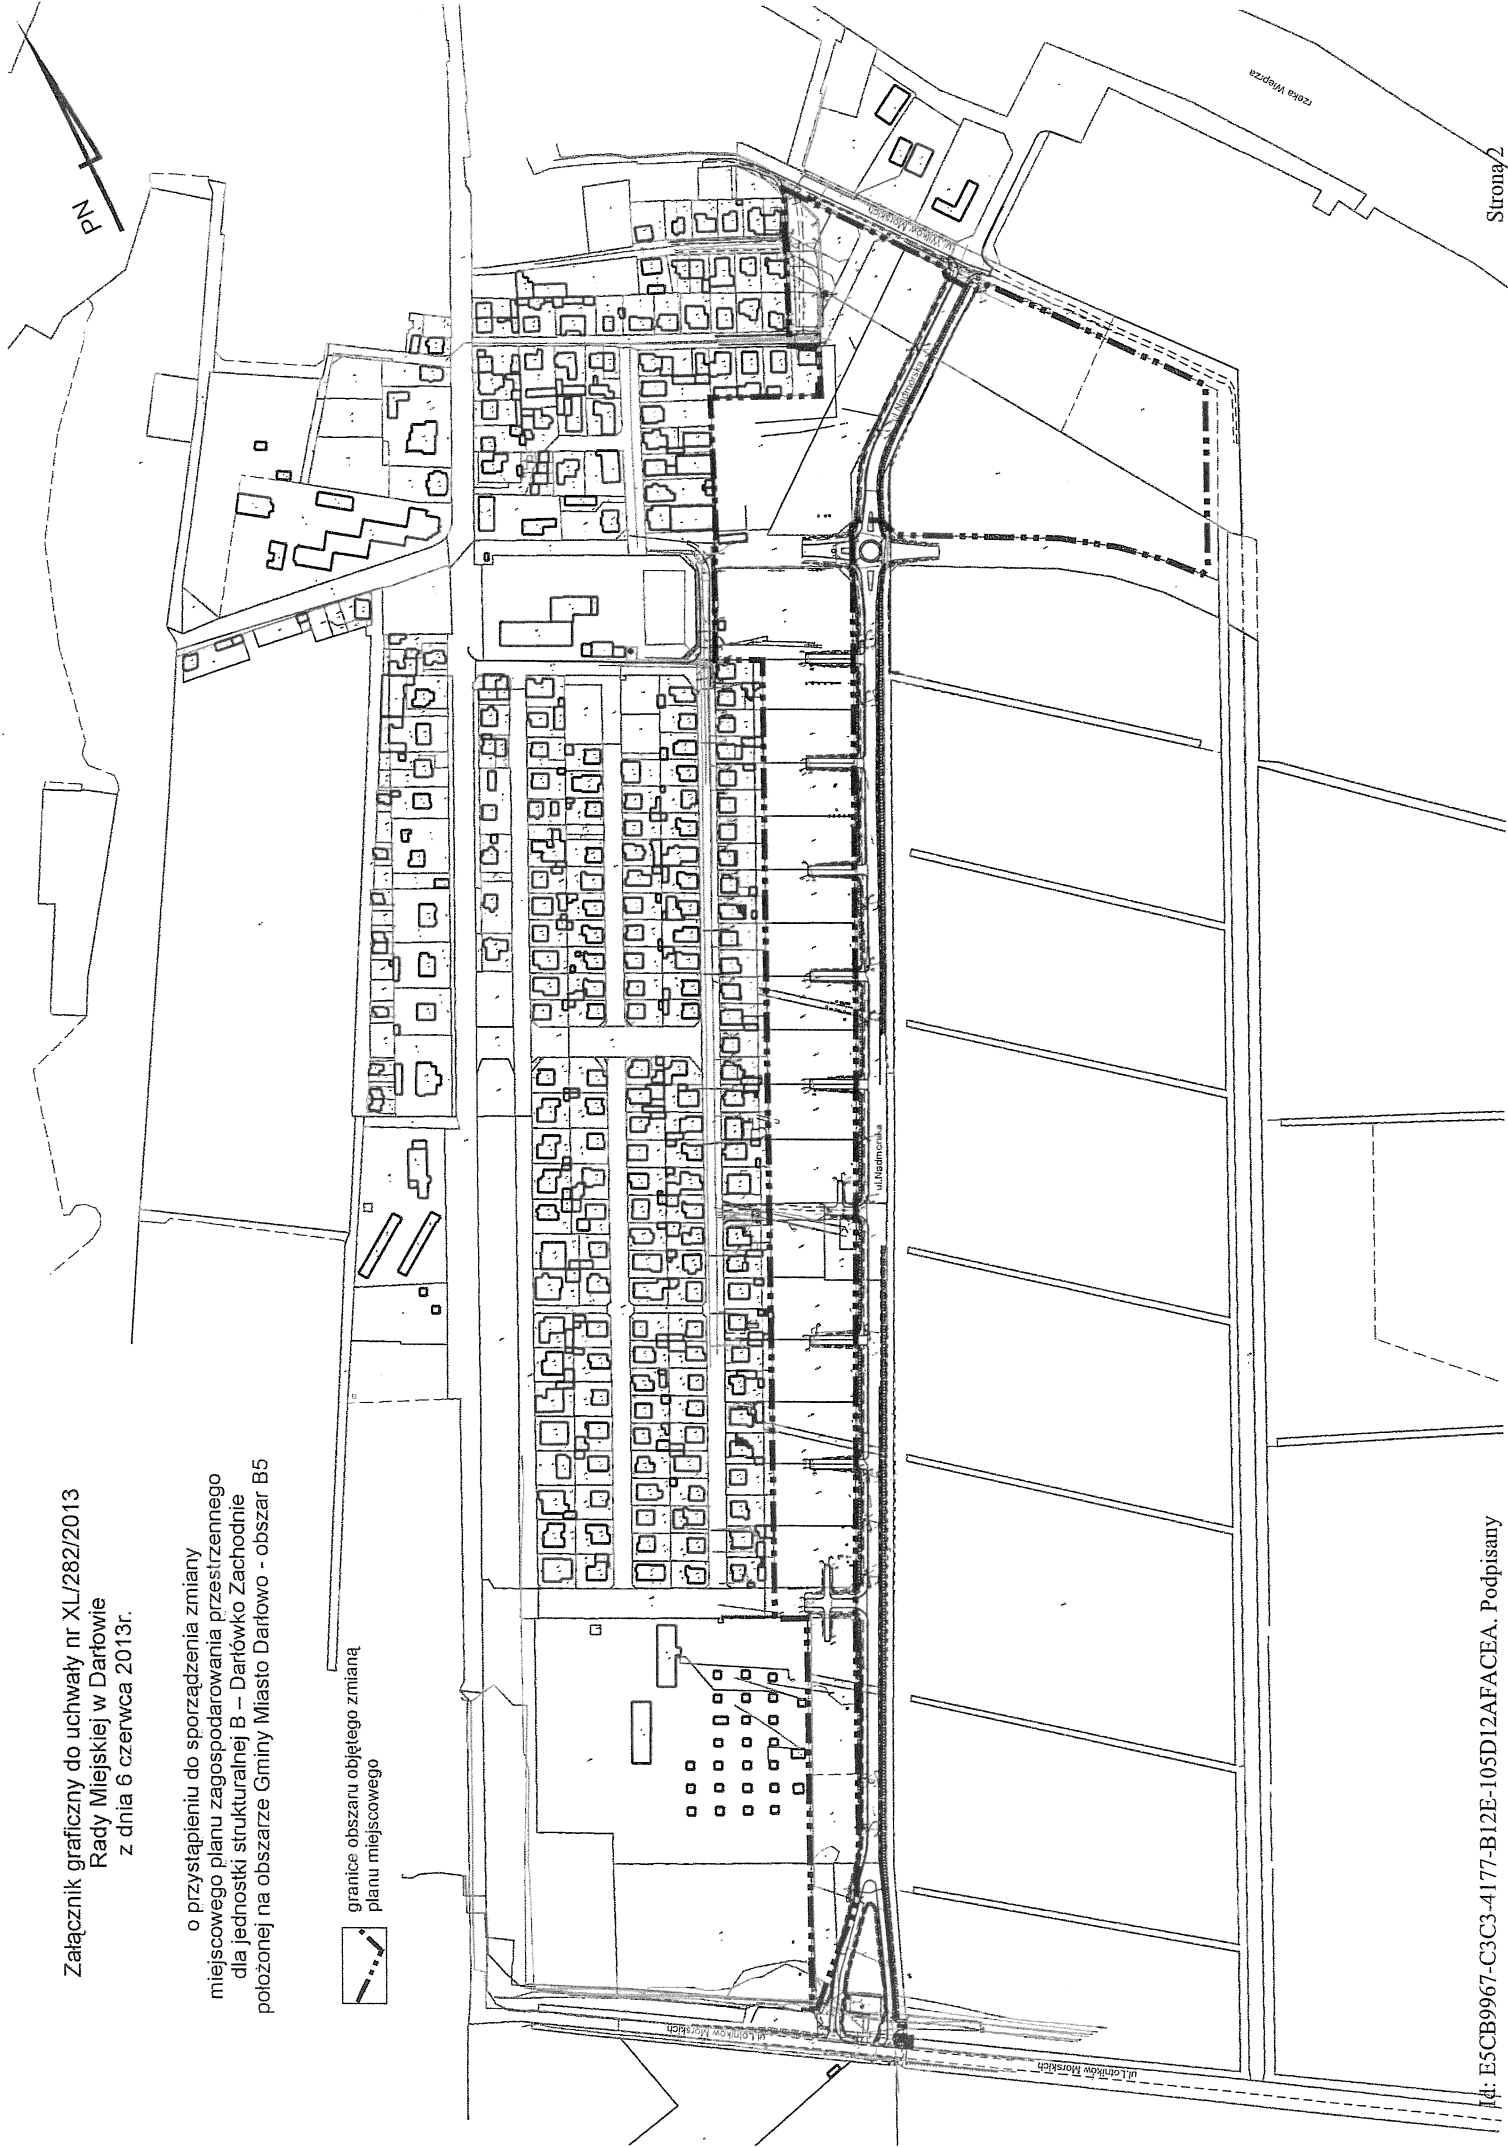 Załącznik graficzny do uchwały nr XL/282/2013
Rady Miejskiej w Darłowie
z dnia 6 czerwca 2013r.
o przystąpieniu do sporządzenia zmiany
miejscowego planu zagospodarowania przestrzennego
dla jednostki strukturalnej B – Darłówko Zachodnie
położonej na obszarze Gminy Miasto Darłowo - obszar B5
granice obszaru objętego zmianą
planu miejscowego
PN
rzeka Wieprza
ul. Wilków Morskich
ul. Nadmorska
ul.Nadmorska
ul.Lotników Morskich
ul.Lotników Morskich
Id: E5CB9967-C3C3-4177-B12E-105D12AFACEA. Podpisany
Strona 2